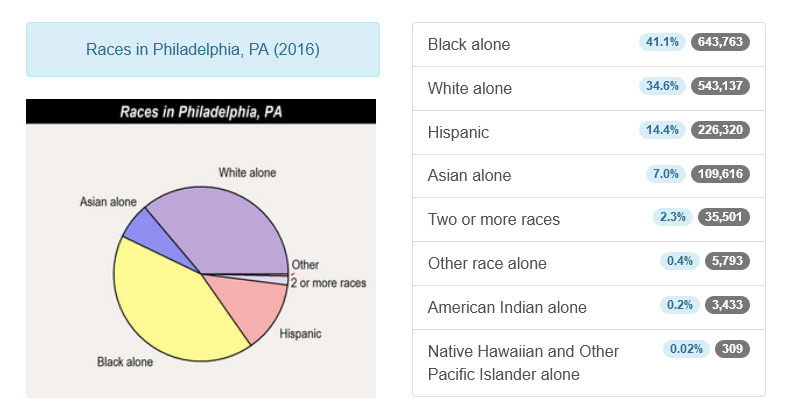 Races in Philadelphia, PA (2016)
Races in Philadelphia, PA
White alone
Asian alone
Other
2 or more races
Hispanic
Black alone
Black alone 41.1% 643,763
White alone 34.6% 543,137
Hispanic 14.4% 226,320
Asian alone 7.0% 109,616
Two or more races 2.3% 35,501
Other race alone 0.4% 5,793
American Indian alone 0.2% 3,433
Native Hawaiian and Other 0.02% 309
Pacific Islander alone